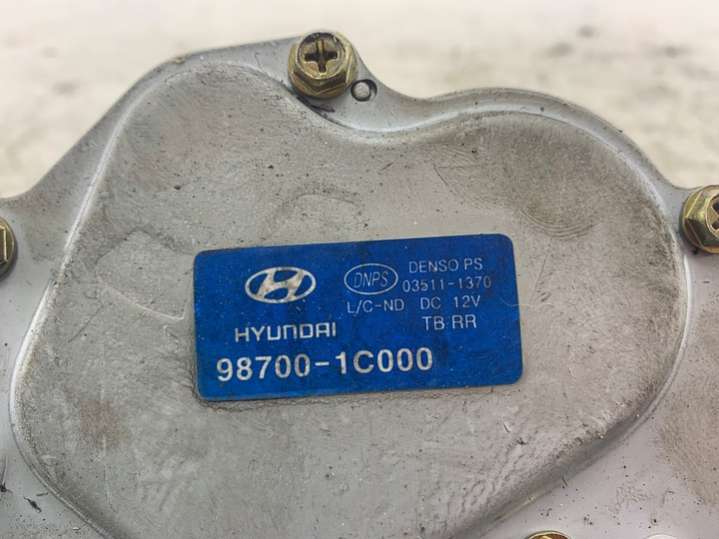 HYUNDAI
98700-1C000
DNPS
DENSO PS
03511-1370
L/C-ND DC 12V
TB RR